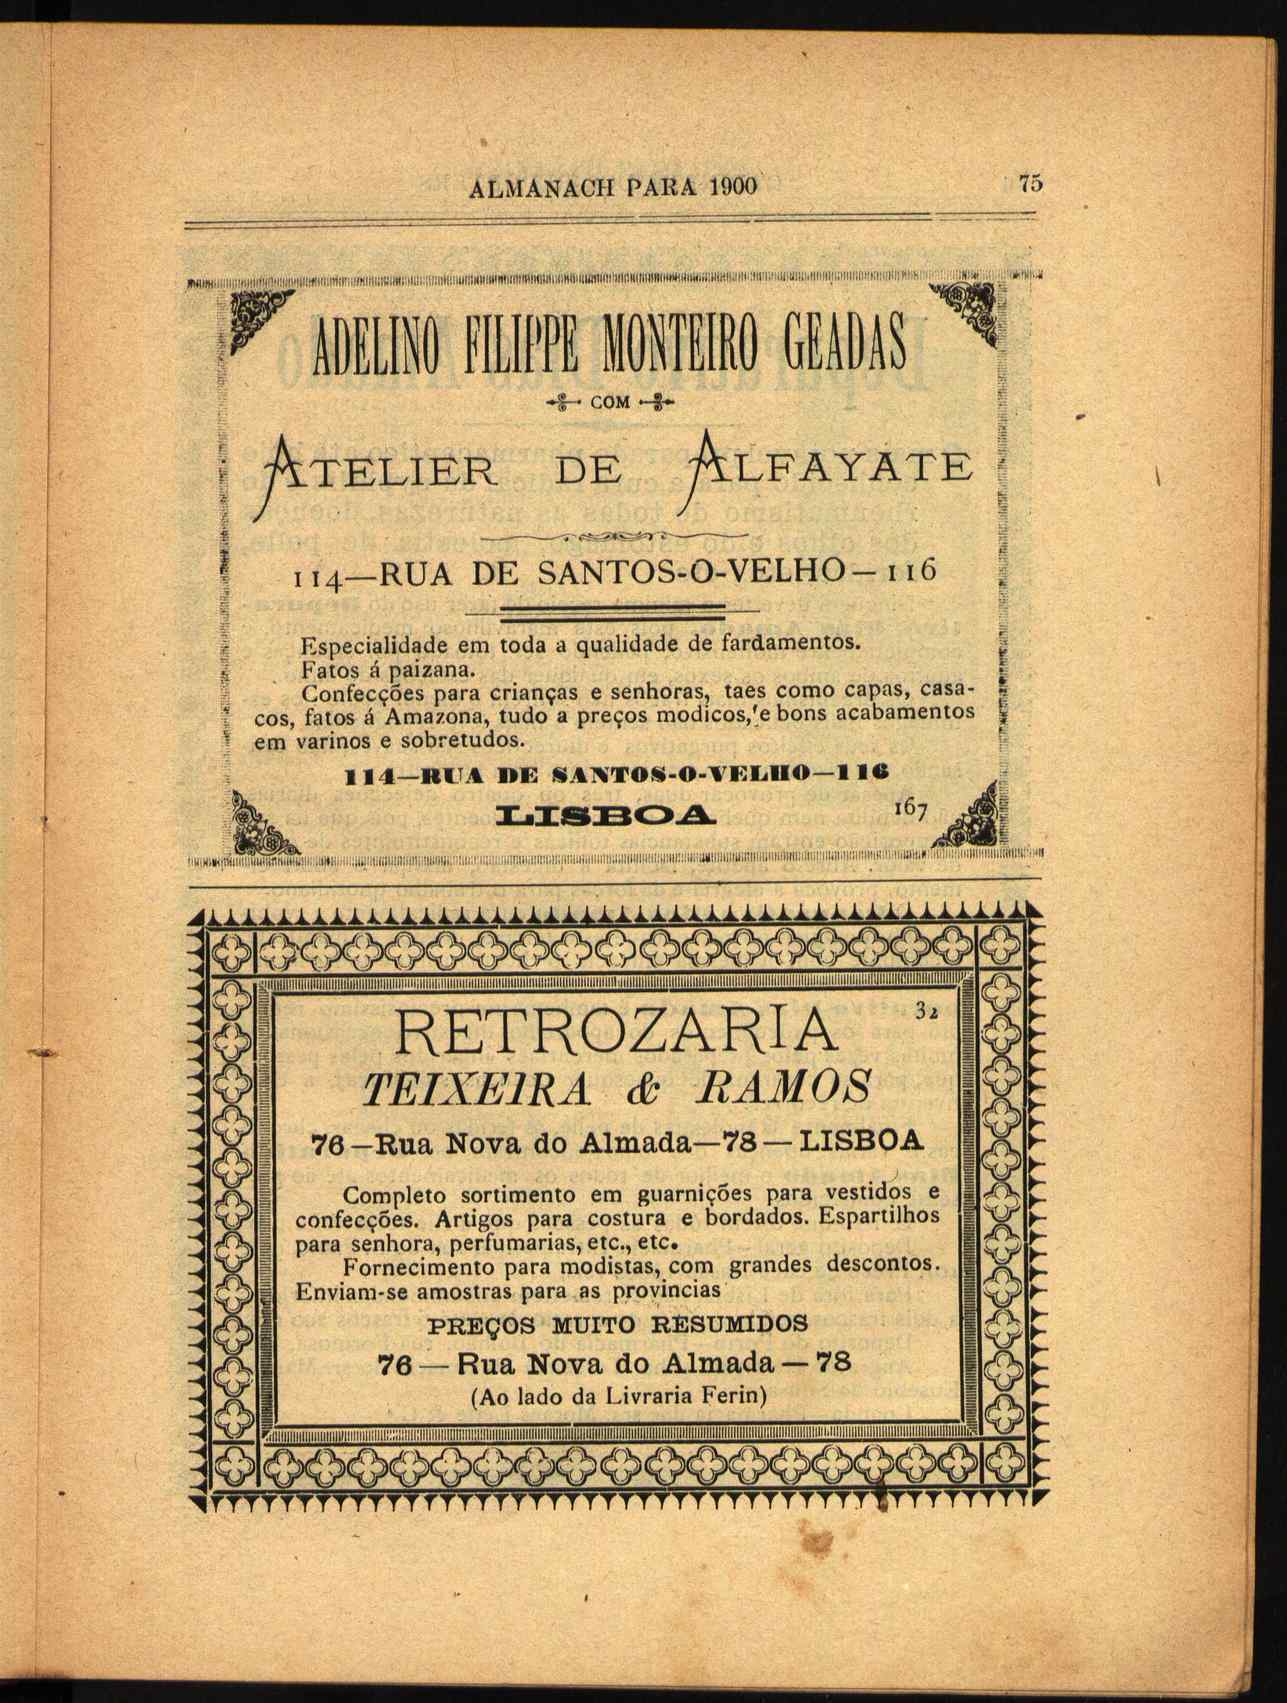 ALMANACH PARA 1900 75
ADELINO FILIPPE MONTEIRO GEADAS
COM
ATELIER DE ALFAYATE
114—RUA DE SANTOS-O-VELHO—116
Especialidade em toda a qualidade de fardamentos.
Fatos á paizana.
Confecções para crianças e senhoras, taes como capas, casa-
cos, fatos á Amazona, tudo a preços modicos, e bons acabamentos
em varinos e sobretudos.
114—RUA DE SANTOS-O-VELHO—116
LISBOA 167
RETROZARIA 32
TEIXEIRA & RAMOS
76—Rua Nova do Almada—78—LISBOA
Completo sortimento em guarnições para vestidos e
confecções. Artigos para costura e bordados. Espartilhos
para senhora, perfumarias, etc., etc.
Fornecimento para modistas, com grandes descontos.
Enviam-se amostras para as provincias
PREÇOS MUITO RESUMIDOS
76—Rua Nova do Almada—78
(Ao lado da Livraria Ferin)